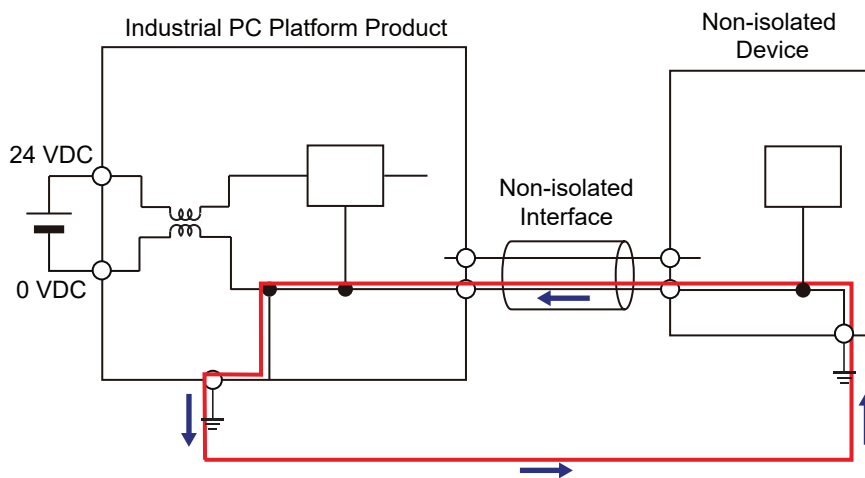 Industrial PC Platform Product
Non-isolated
Device
24 VDC
Non-isolated
Interface
0 VDC